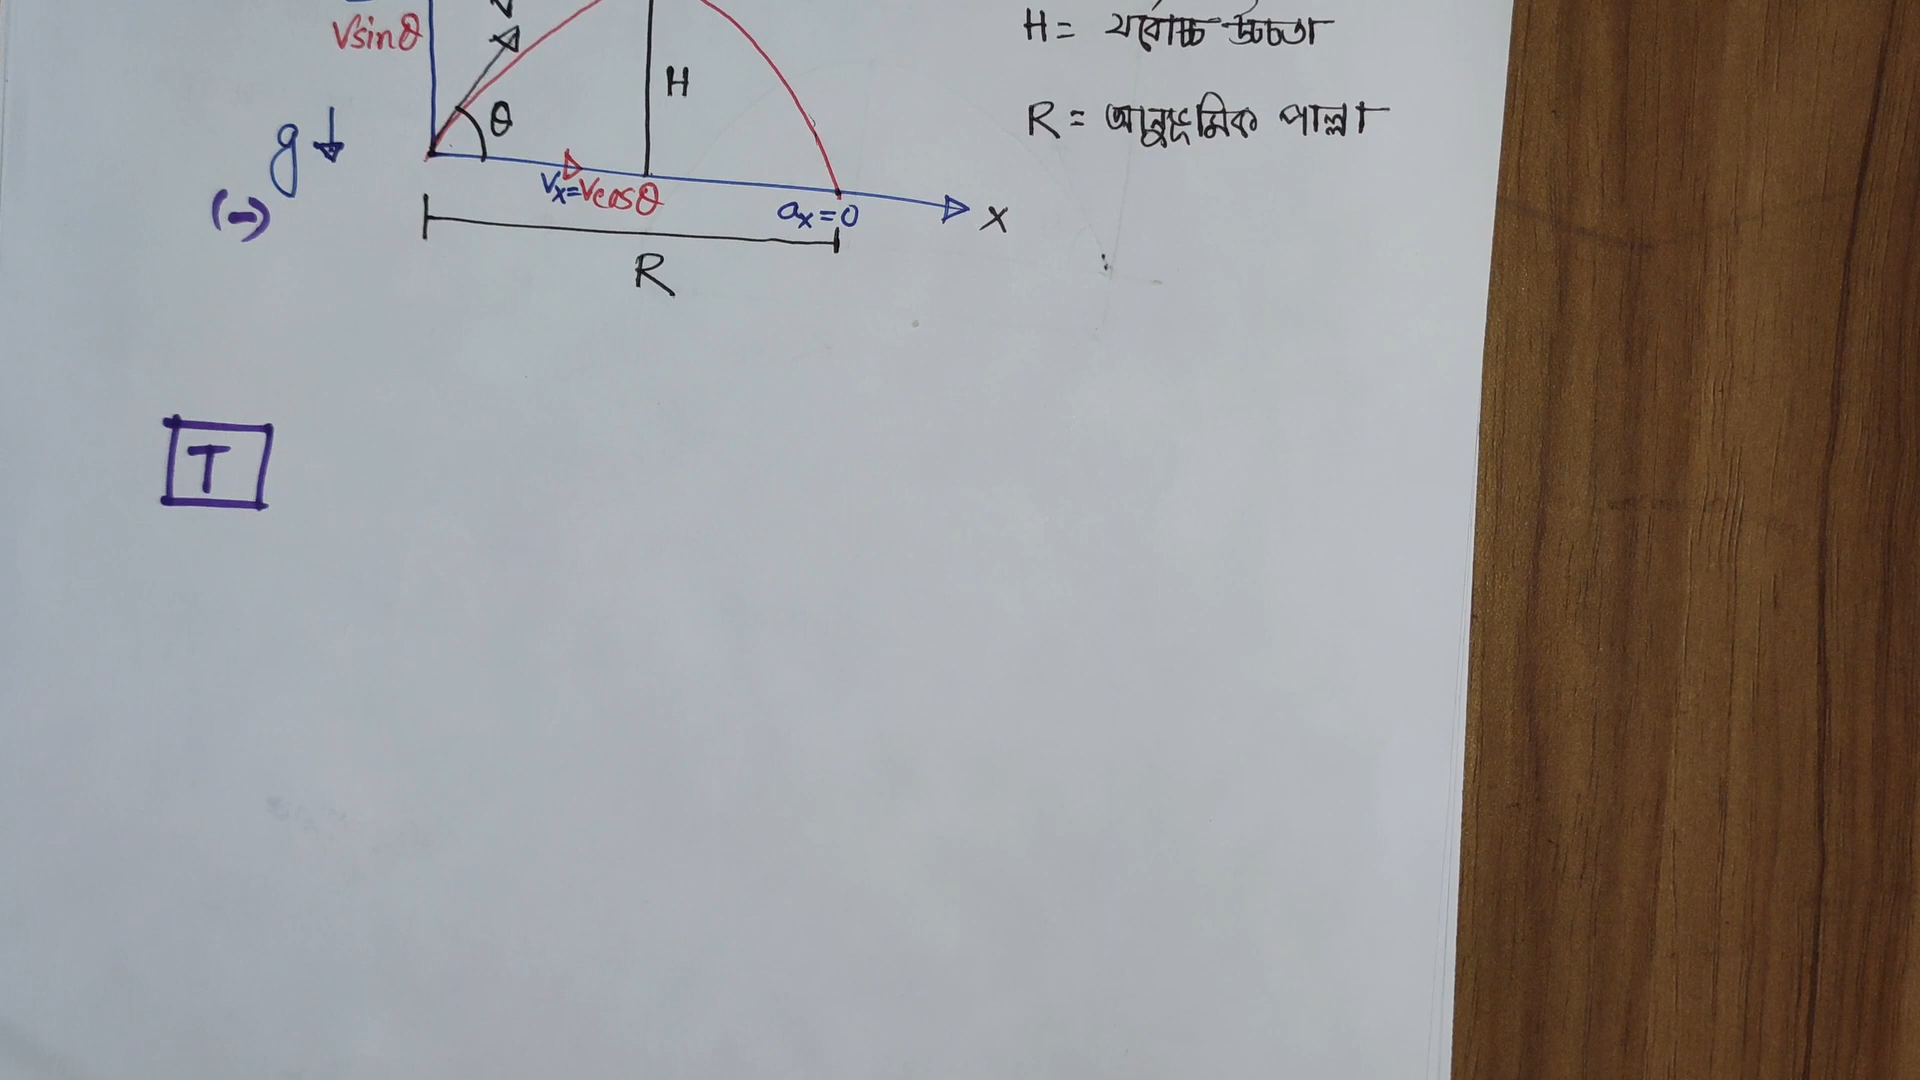 Vsinθ
H = সর্বোচ্চ উচ্চতা
H
θ
R = আনুভূমিক পাল্লা
g
(-)
Vx=Vcosθ
ax=0
X
R
T